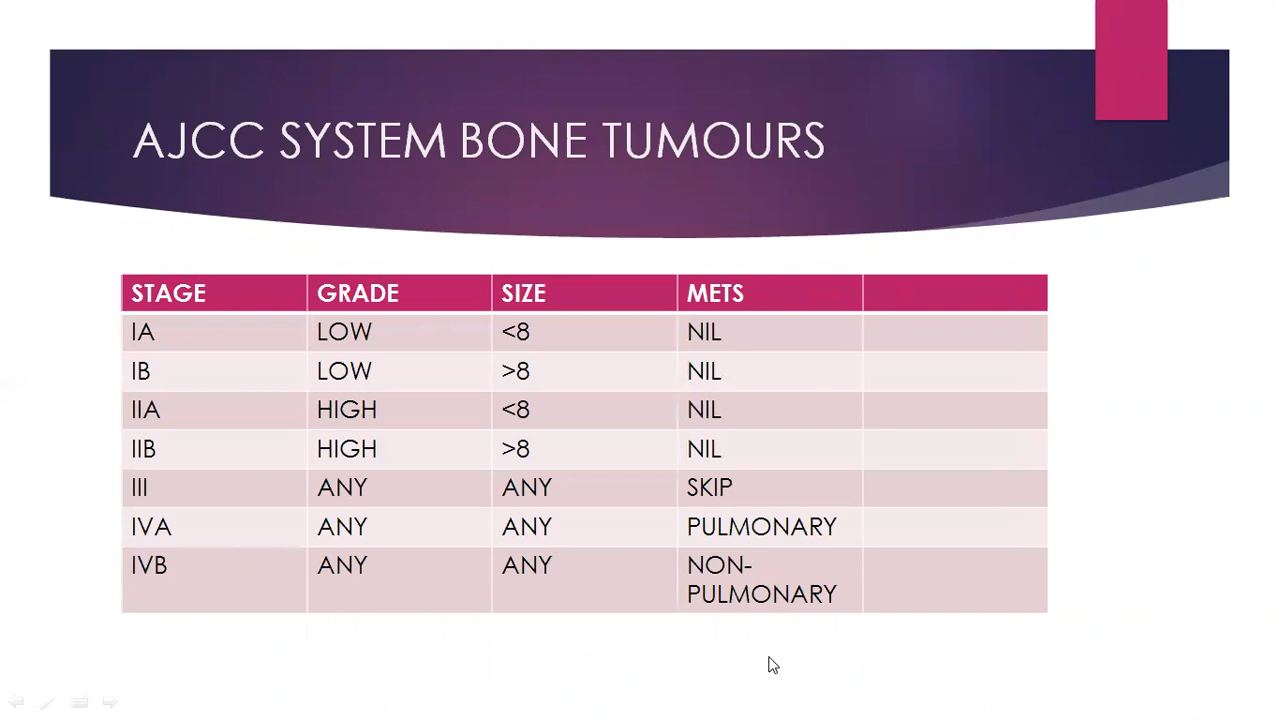 AJCC SYSTEM BONE TUMOURS
STAGE GRADE SIZE METS
IA LOW <8 NIL
IB LOW >8 NIL
IIA HIGH <8 NIL
IIB HIGH >8 NIL
III ANY ANY SKIP
IVA ANY ANY PULMONARY
IVB ANY ANY NON-
PULMONARY